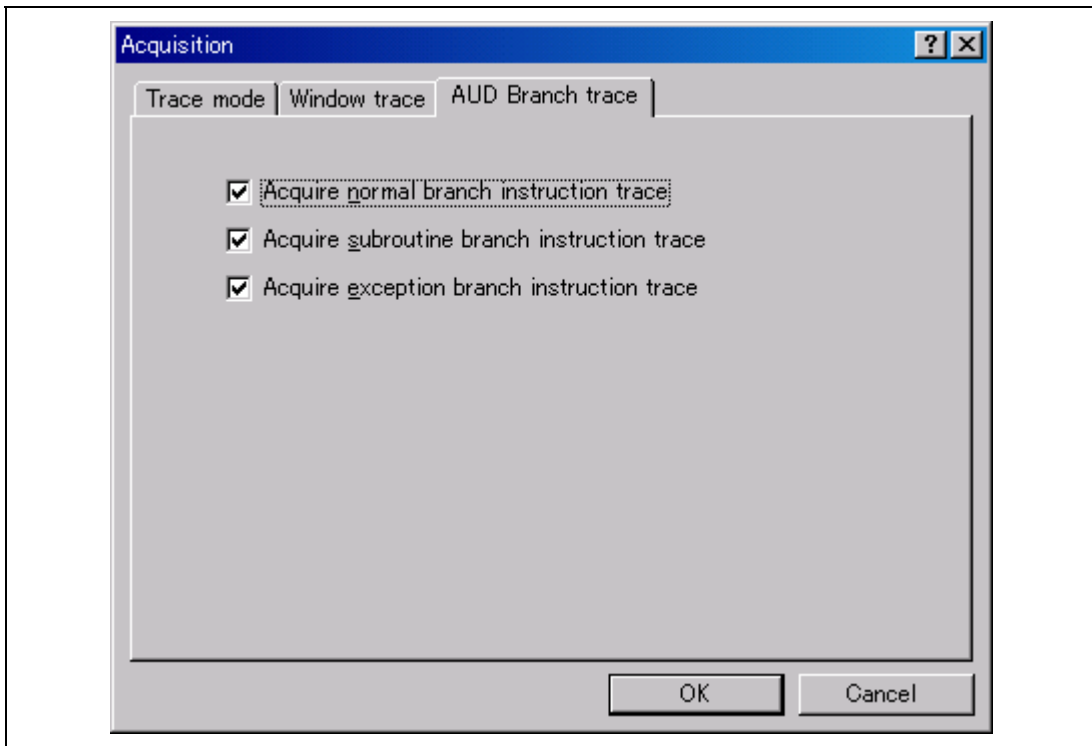 Acquisition
Trace mode
Window trace
AUD Branch trace
Acquire normal branch instruction trace
Acquire subroutine branch instruction trace
Acquire exception branch instruction trace
OK
Cancel